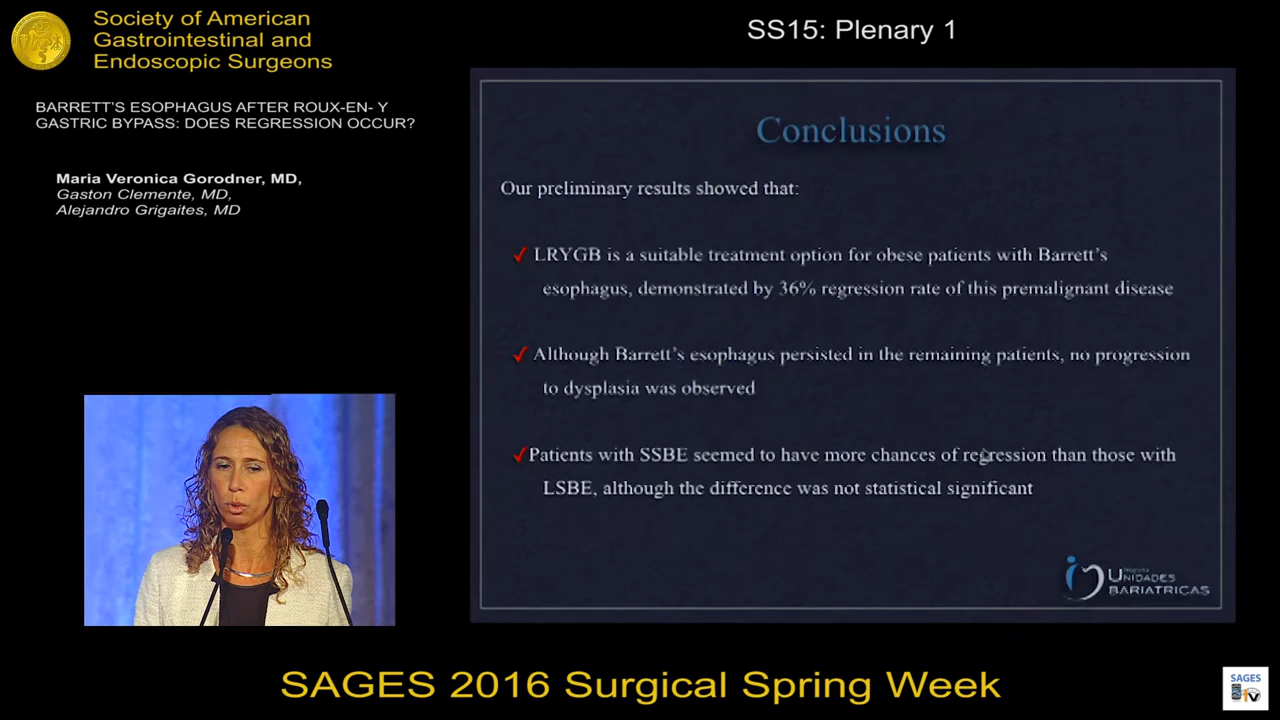 Society of American
Gastrointestinal and
Endoscopic Surgeons
SS15: Plenary 1
BARRETT'S ESOPHAGUS AFTER ROUX-EN- Y
GASTRIC BYPASS: DOES REGRESSION OCCUR?
Maria Veronica Gorodner, MD,
Gaston Clemente, MD,
Alejandro Grigaites, MD
Conclusions
Our preliminary results showed that:
✓ LRYGB is a suitable treatment option for obese patients with Barrett's
esophagus, demonstrated by 36% regression rate of this premalignant disease
✓ Although Barrett's esophagus persisted in the remaining patients, no progression
to dysplasia was observed
✓Patients with SSBE seemed to have more chances of regression than those with
LSBE, although the difference was not statistical significant
Programa
UNIDADES
BARIATRICAS
SAGES 2016 Surgical Spring Week
SAGES
TV